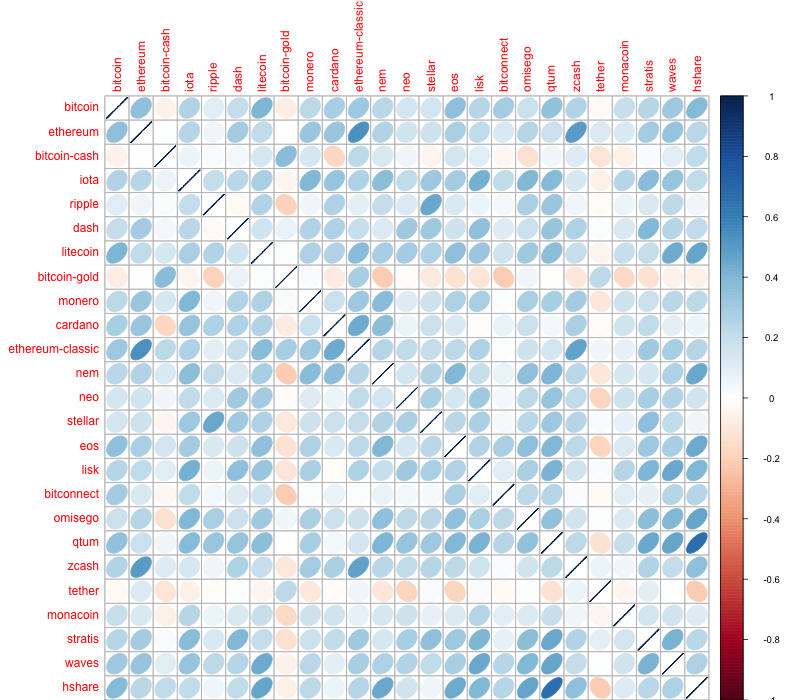 bitcoin
ethereum
bitcoin-cash
iota
ripple
dash
litecoin
bitcoin-gold
monero
cardano
ethereum-classic
nem
neo
stellar
eos
lisk
bitconnect
omisego
qtum
zcash
tether
monacoin
stratis
waves
hshare
bitcoin
ethereum
bitcoin-cash
iota
ripple
dash
litecoin
bitcoin-gold
monero
cardano
ethereum-classic
nem
neo
stellar
eos
lisk
bitconnect
omisego
qtum
zcash
tether
monacoin
stratis
waves
hshare
1
0.8
0.6
0.4
0.2
0
-0.2
-0.4
-0.6
-0.8
-1